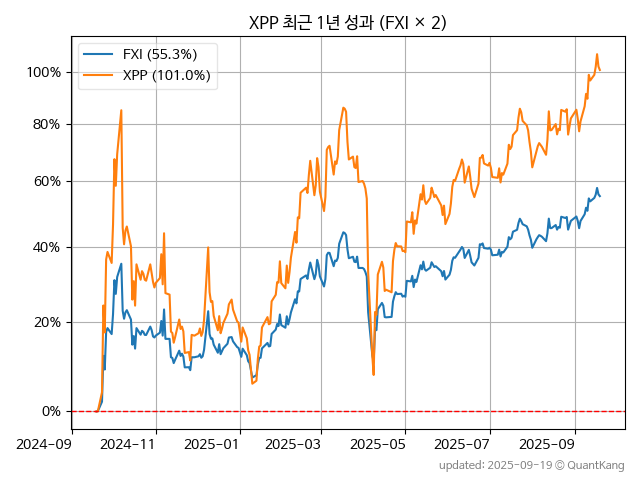 XPP 최근 1년 성과 (FXI × 2)
FXI (55.3%)
XPP (101.0%)
100%
80%
60%
40%
20%
0%
2024-09 2024-11 2025-01 2025-03 2025-05 2025-07 2025-09
updated: 2025-09-19 © QuantKang